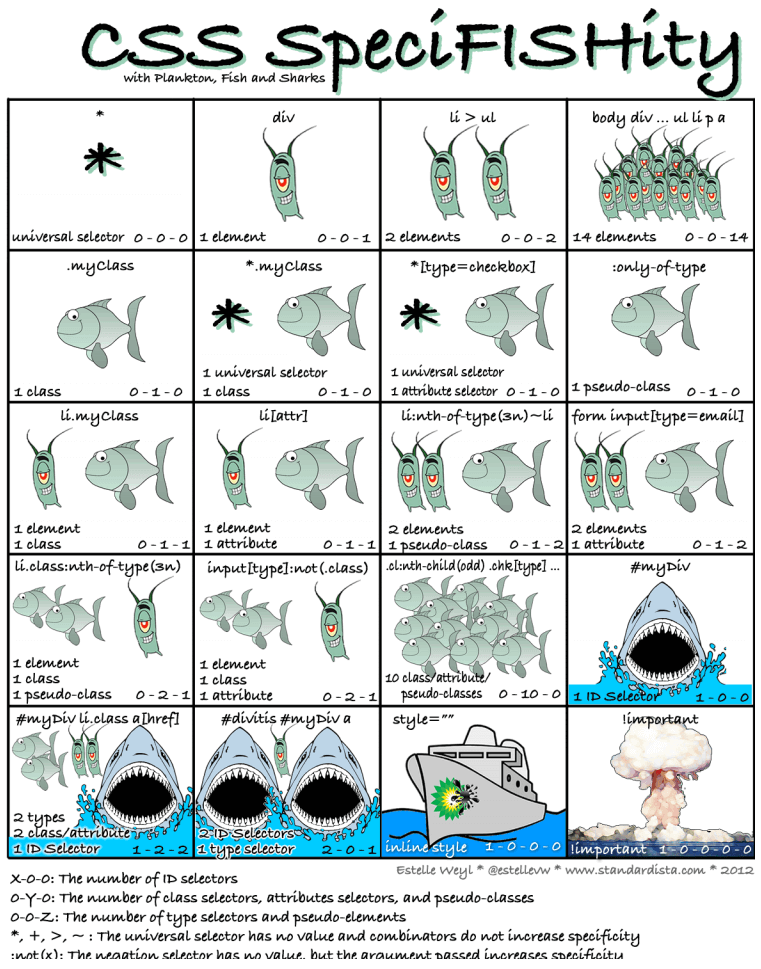 CSS SpeciFISHity
with Plankton, Fish and Sharks
*
universal selector 0-0-0
div
1 element 0-0-1
li > ul
2 elements 0-0-2
body div ... ul li p a
14 elements 0-0-14
.myClass
1 class 0-1-0
*.myClass
1 universal selector
1 class 0-1-0
*[type=checkbox]
1 universal selector
1 attribute selector 0-1-0
:only-of-type
1 pseudo-class 0-1-0
li.myClass
1 element
1 class 0-1-1
li[attr]
1 element
1 attribute 0-1-1
li:nth-of-type(3n)~li
2 elements
1 pseudo-class 0-1-2
form input[type=email]
2 elements
1 attribute 0-1-2
li.class:nth-of-type(3n)
1 element
1 class
1 pseudo-class 0-2-1
input[type]:not(.class)
1 element
1 class
1 attribute 0-2-1
.cl:nth-child(odd) .chk[type] ...
10 class/attribute/
pseudo-classes 0-10-0
#myDiv
1 ID Selector 1-0-0
#myDiv li.class a[href]
2 types
2 class/attribute
1 ID Selector 1-2-2
#divitis #myDiv a
2 ID Selectors
1 type selector 2-0-1
style=""
bp
inline style 1-0-0-0
!important
!important 1-0-0-0-0
Estelle Weyl * @estellevw * www.standardista.com * 2012
X-0-0: The number of ID selectors
0-Y-0: The number of class selectors, attributes selectors, and pseudo-classes
0-0-Z: The number of type selectors and pseudo-elements
*, +, >, ~ : The universal selector has no value and combinators do not increase specificity
:not(x): The negation selector has no value, but the argument passed increases specificity